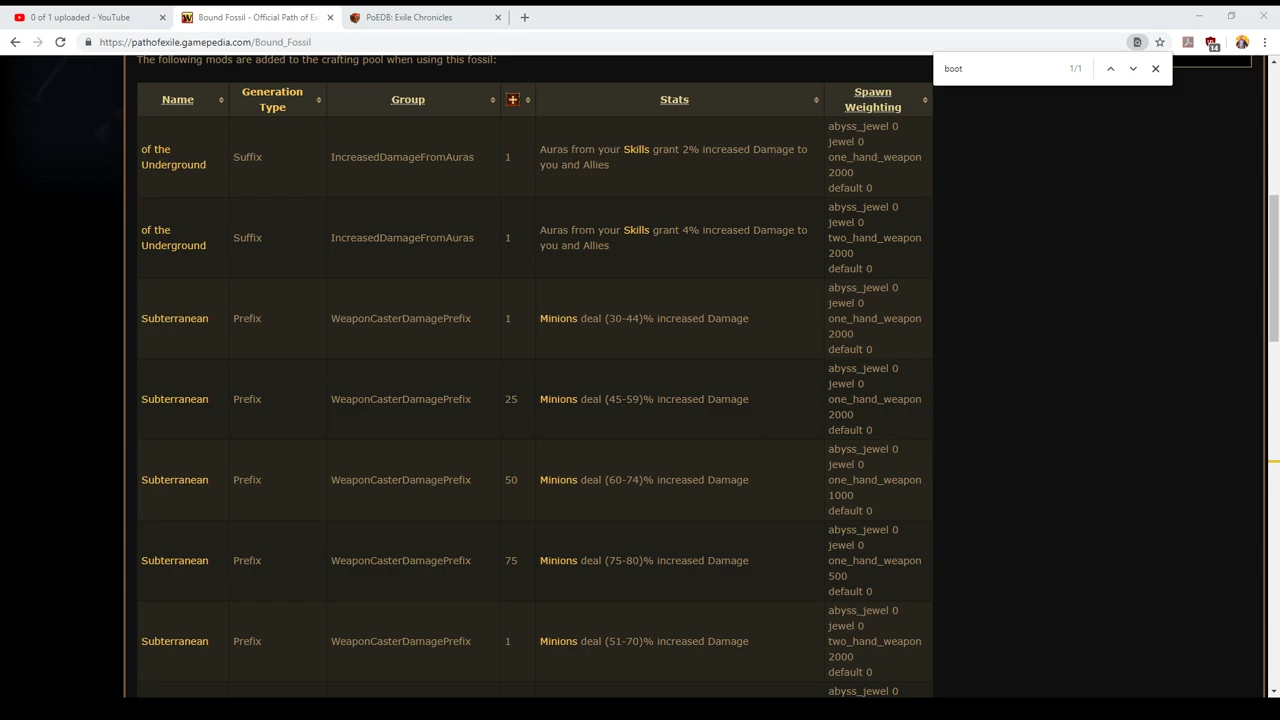 0 of 1 uploaded - YouTube
Bound Fossil - Official Path of Ex
PoEDB: Exile Chronicles
https://pathofexile.gamepedia.com/Bound_Fossil
14
boot
1/1
The following mods are added to the crafting pool when using this fossil:
Name
Generation
Type
Group
Stats
Spawn
Weighting
of the
Underground
Suffix
IncreasedDamageFromAuras
1
Auras from your Skills grant 2% increased Damage to
you and Allies
abyss_jewel 0
jewel 0
one_hand_weapon
2000
default 0
of the
Underground
Suffix
IncreasedDamageFromAuras
1
Auras from your Skills grant 4% increased Damage to
you and Allies
abyss_jewel 0
jewel 0
two_hand_weapon
2000
default 0
Subterranean
Prefix
WeaponCasterDamagePrefix
1
Minions deal (30-44)% increased Damage
abyss_jewel 0
jewel 0
one_hand_weapon
2000
default 0
Subterranean
Prefix
WeaponCasterDamagePrefix
25
Minions deal (45-59)% increased Damage
abyss_jewel 0
jewel 0
one_hand_weapon
2000
default 0
Subterranean
Prefix
WeaponCasterDamagePrefix
50
Minions deal (60-74)% increased Damage
abyss_jewel 0
jewel 0
one_hand_weapon
1000
default 0
Subterranean
Prefix
WeaponCasterDamagePrefix
75
Minions deal (75-80)% increased Damage
abyss_jewel 0
jewel 0
one_hand_weapon
500
default 0
Subterranean
Prefix
WeaponCasterDamagePrefix
1
Minions deal (51-70)% increased Damage
abyss_jewel 0
jewel 0
two_hand_weapon
2000
default 0
abyss_jewel 0